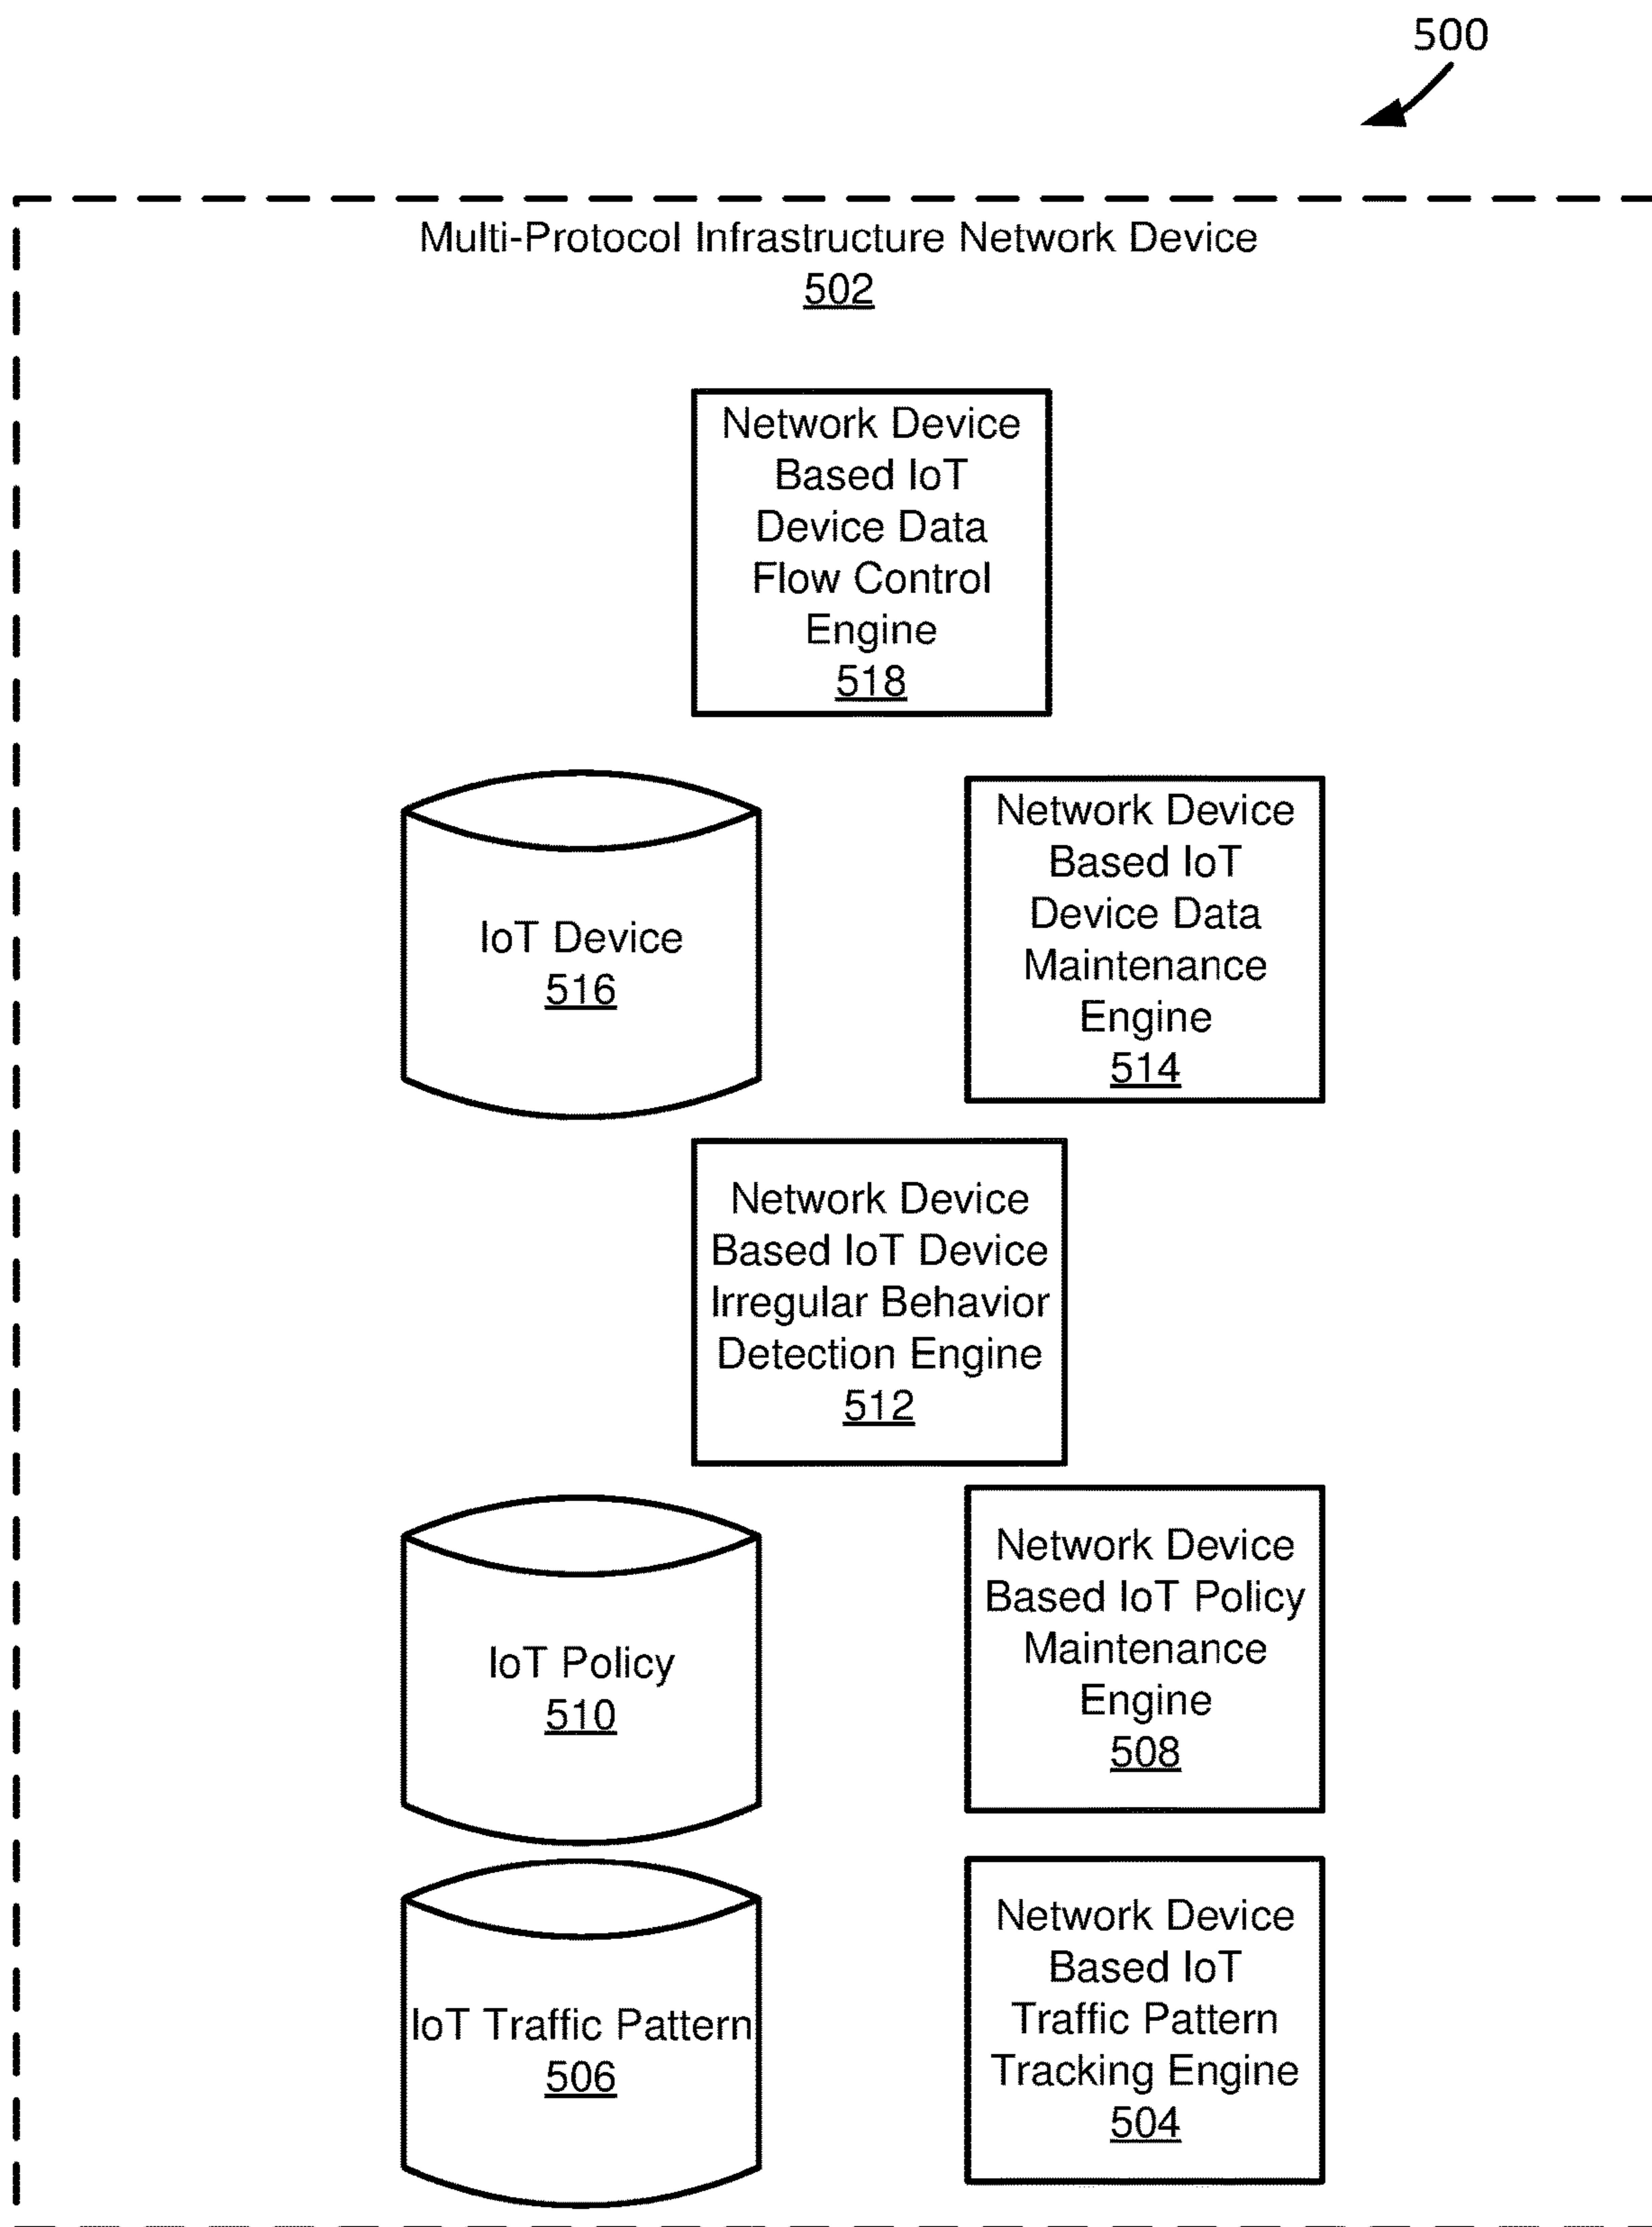 500
Multi-Protocol Infrastructure Network Device
502
Network Device
Based IoT
Device Data
Flow Control
Engine
518
IoT Device
516
Network Device
Based IoT
Device Data
Maintenance
Engine
514
Network Device
Based IoT Device
Irregular Behavior
Detection Engine
512
IoT Policy
510
Network Device
Based IoT Policy
Maintenance
Engine
508
IoT Traffic Pattern
506
Network Device
Based IoT
Traffic Pattern
Tracking Engine
504